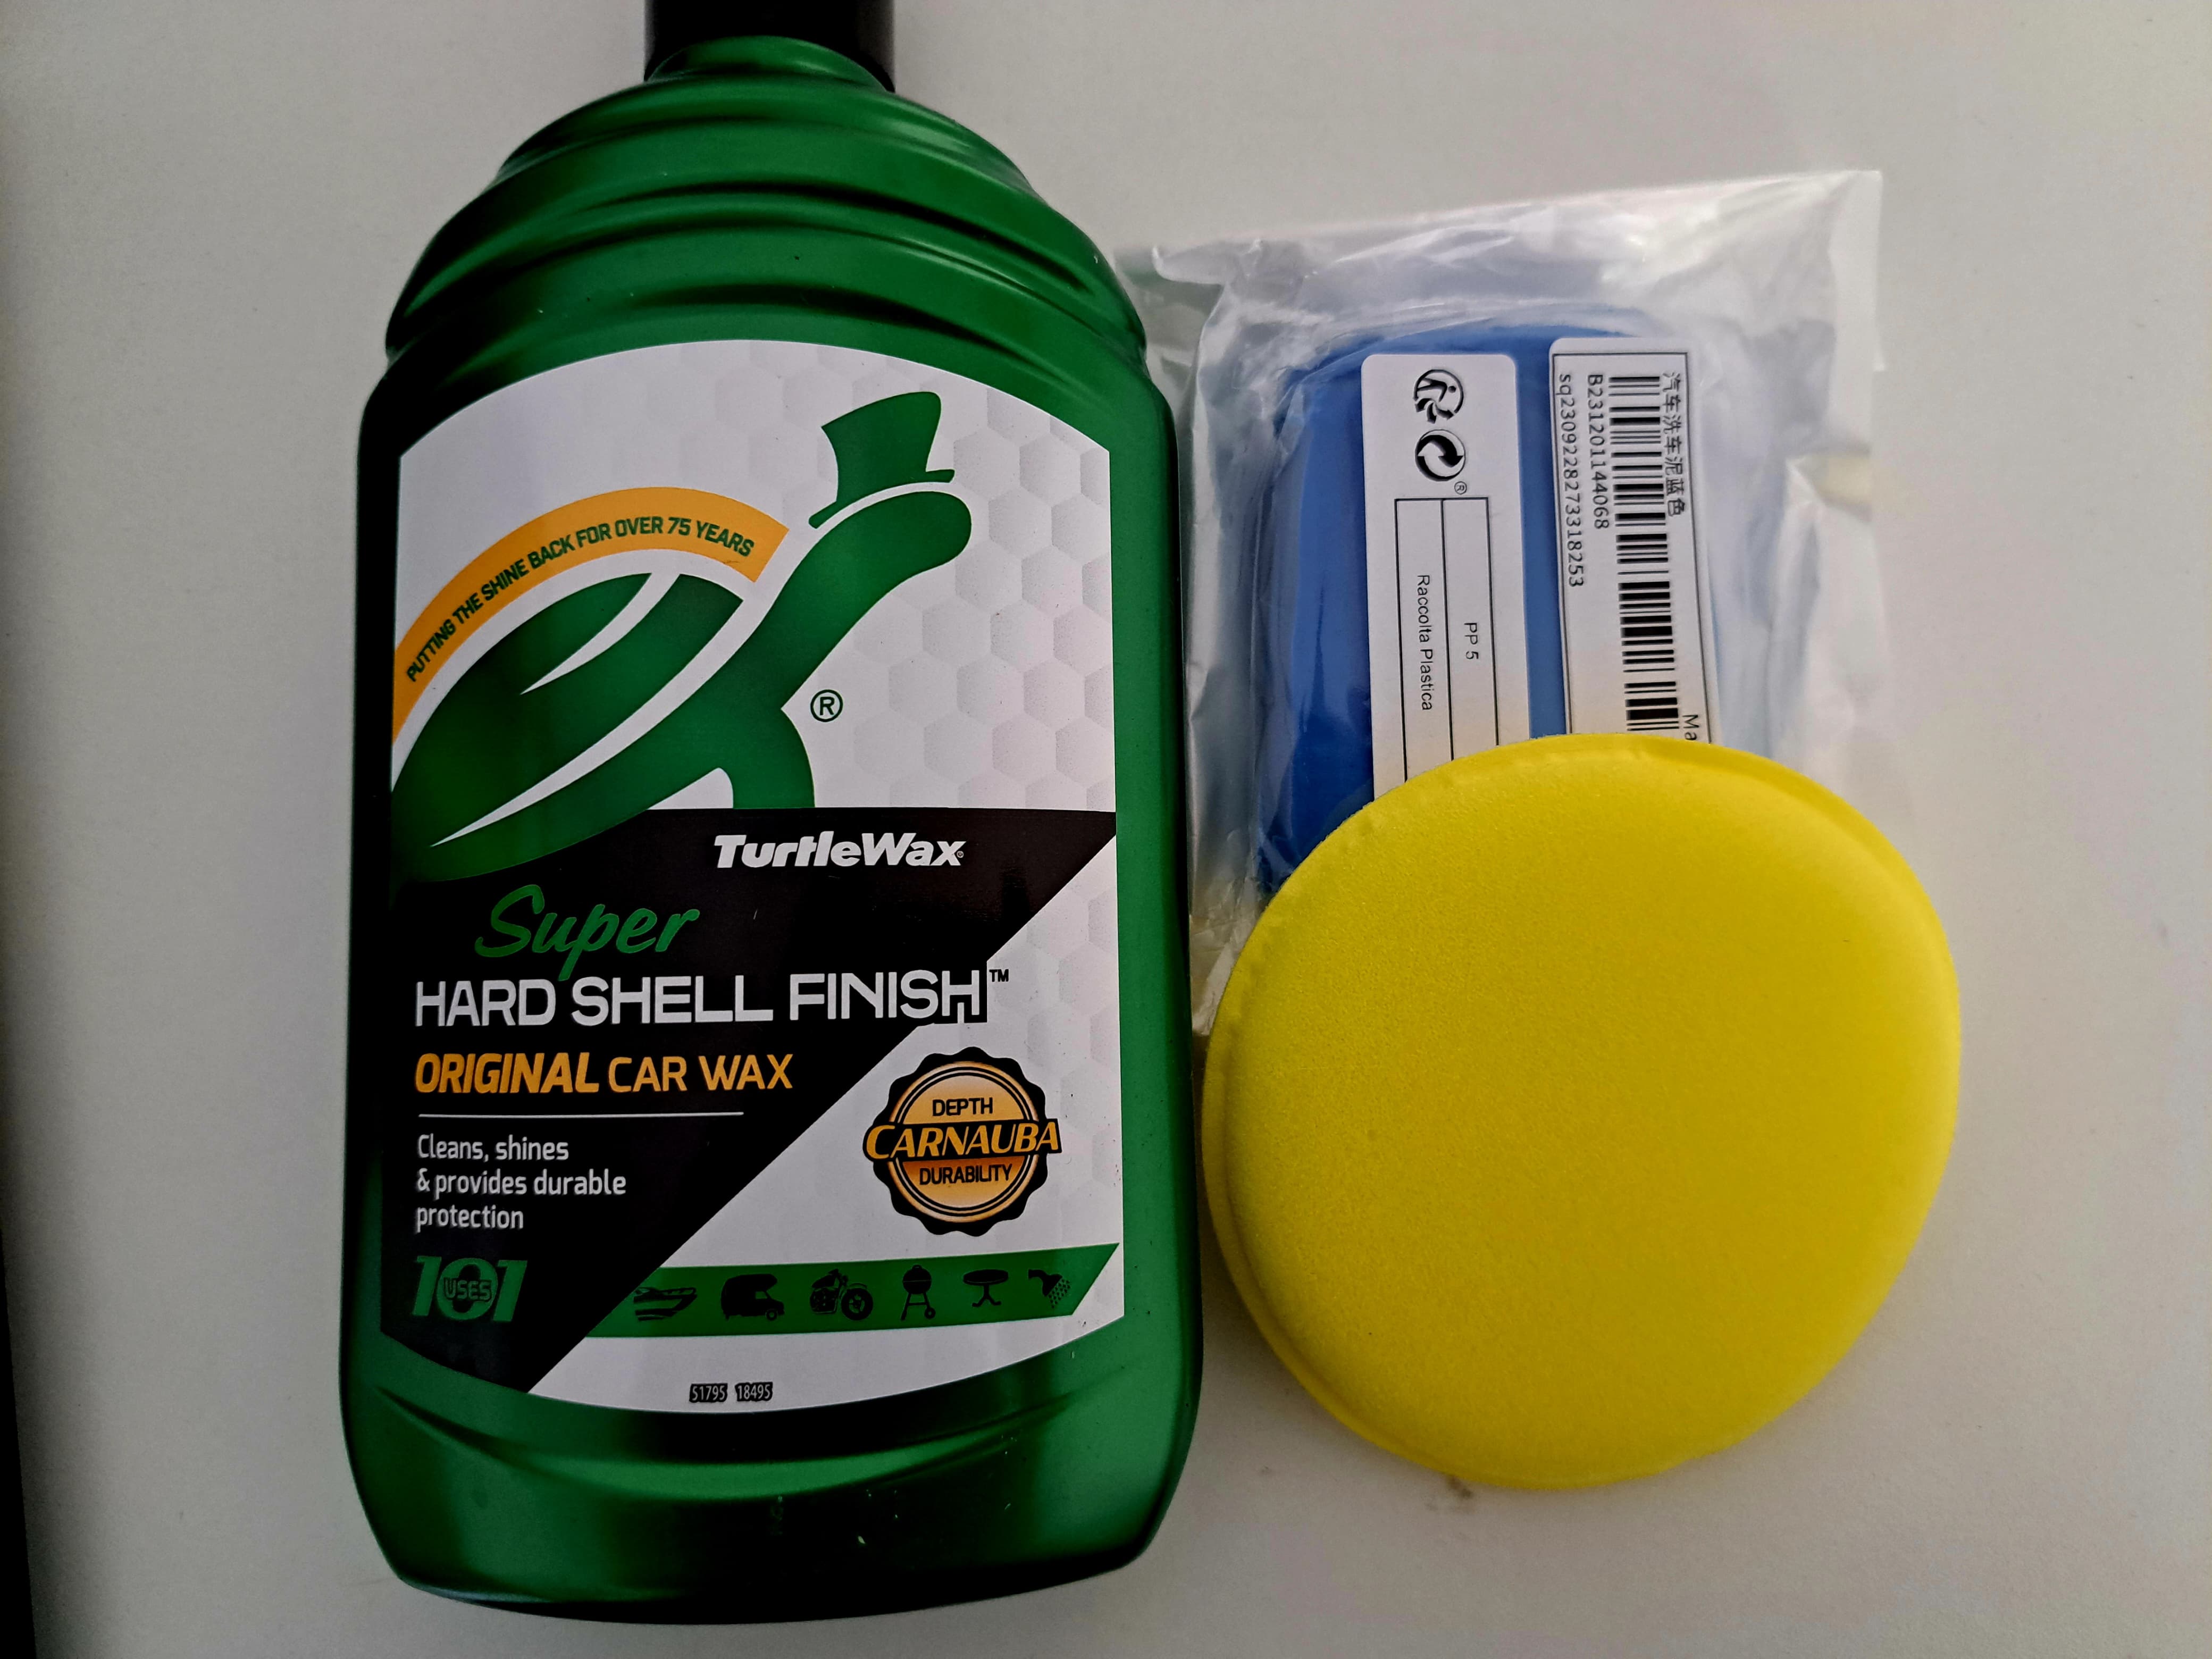 PUTTING THE SHINE BACK FOR OVER 75 YEARS
®
TurtleWax®
Super
HARD SHELL FINISH™
ORIGINAL CAR WAX
Cleans, shines
& provides durable
protection
DEPTH
CARNAUBA
DURABILITY
101
USES
51795 18495
®
PP 5
Raccolta Plastica
汽车洗车泥蓝色
Ma
B231201144068
sq2309228273318253